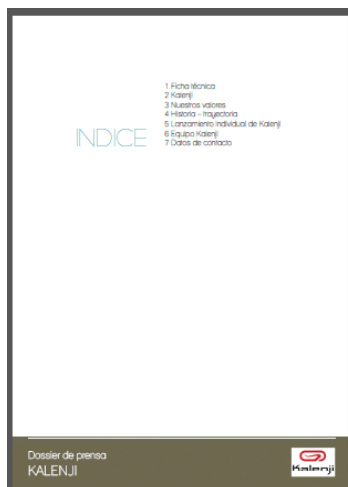 INDICE
1 Ficha técnica
2 Kalenji
3 Nuestros valores
4 Historia – trayectoria
5 Lanzamiento individual de Kalenji
6 Equipo Kalenji
7 Datos de contacto
Dossier de prensa
KALENJI
Kalenji